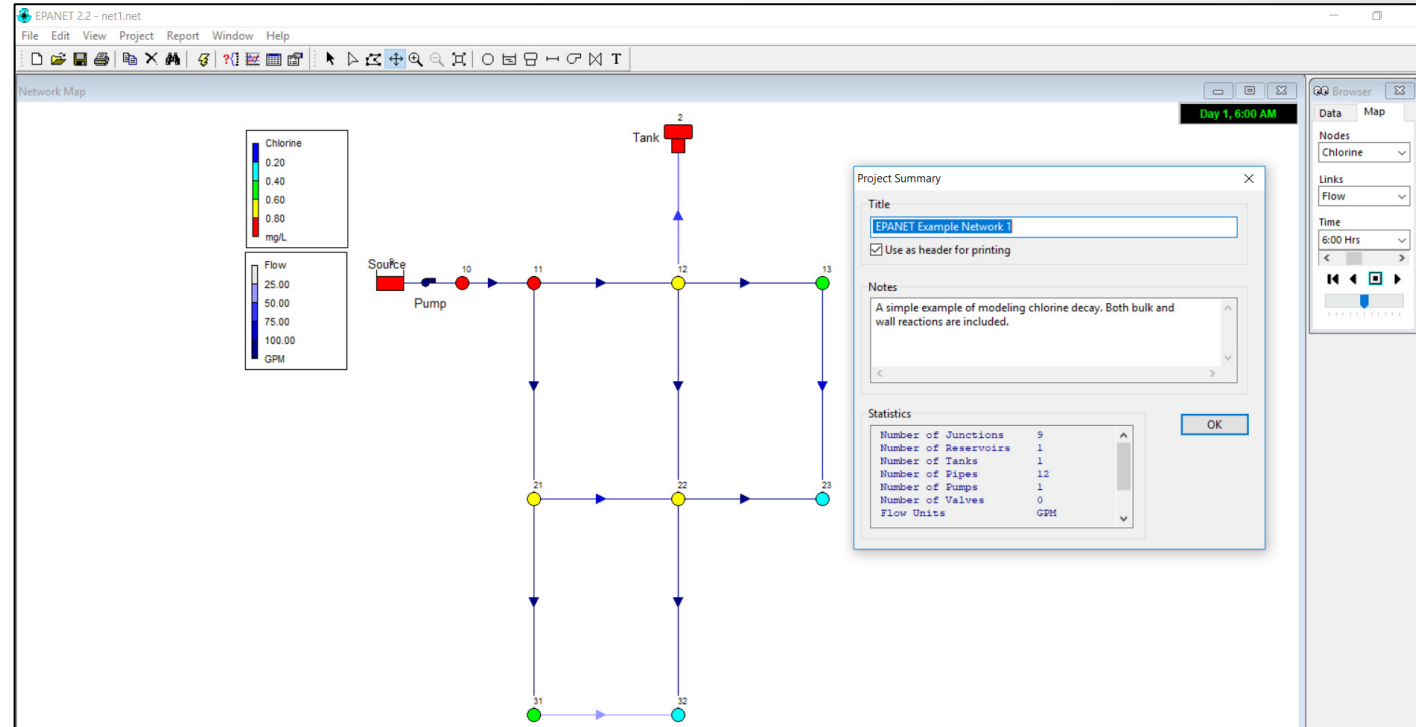 EPANET 2.2 - net1.net
File Edit View Project Report Window Help
T
Network Map
Day 1, 6:00 AM
Browser
Data Map
Nodes
Chlorine
Links
Flow
Time
6:00 Hrs
Chlorine
0.20
0.40
0.60
0.80
mg/L
Flow
25.00
50.00
75.00
100.00
GPM
2
Tank
Source
Pump
10
11
12
13
21
22
23
31
32
Project Summary
Title
EPANET Example Network 1
Use as header for printing
Notes
A simple example of modeling chlorine decay. Both bulk and
wall reactions are included.
Statistics
Number of Junctions 9
Number of Reservoirs 1
Number of Tanks 1
Number of Pipes 12
Number of Pumps 1
Number of Valves 0
Flow Units GPM
OK